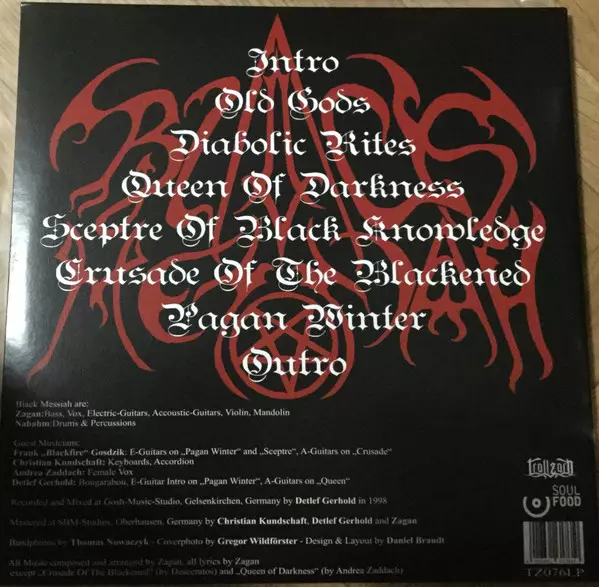 Intro
Old Gods
Diabolic Rites
Queen Of Darkness
Sceptre Of Black Knowledge
Crusade Of The Blackened
Pagan Winter
Outro
Black Messiah are:
Zagan:Bass, Vox, Electric-Guitars, Accoustic-Guitars, Violin, Mandolin
Nabahm:Drums & Percussions
Guest Musicians:
Frank „Blackfire“ Gosdzik: E-Guitars on „Pagan Winter“ and „Sceptre“, A-Guitars on „Crusade“
Christian Kundschaft: Keyboards, Accordion
Andrea Zaddach: Female Vox
Detlef Gerhold: Bougarabou, E-Guitar Intro on „Pagan Winter“, A-Guitars on „Queen“
Recorded and Mixed at Gosh-Music-Studio, Gelsenkirchen, Germany by Detlef Gerhold in 1998
Mastered at SBM-Studios, Oberhausen, Germany by Christian Kundschaft, Detlef Gerhold and Zagan
Bandphotos by Thomas Nowaczyk - Coverphoto by Gregor Wildförster - Design & Layout by Daniel Brandt
All Music composed and arranged by Zagan, all lyrics by Zagan
except „Crusade Of The Blackened“ (by Desecratos) and „Queen of Darkness“ (by Andrea Zaddach)
BLACK
MESSIAH
trollzorn
SOUL
FOOD
TZ076LP